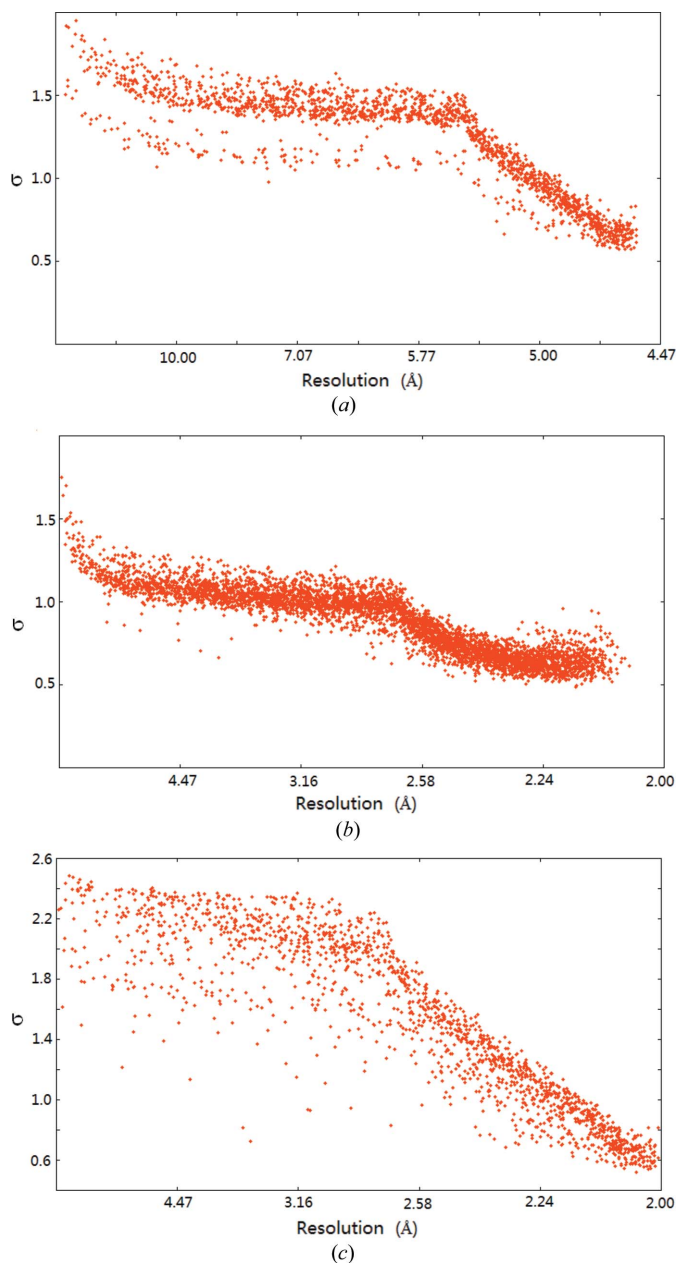 1.5
1.0
0.5
σ
10.00 7.07 5.77 5.00 4.47
Resolution (Å)
(a)
1.5
1.0
0.5
σ
4.47 3.16 2.58 2.24 2.00
Resolution (Å)
(b)
2.6
2.2
1.8
1.4
1.0
0.6
σ
4.47 3.16 2.58 2.24 2.00
Resolution (Å)
(c)